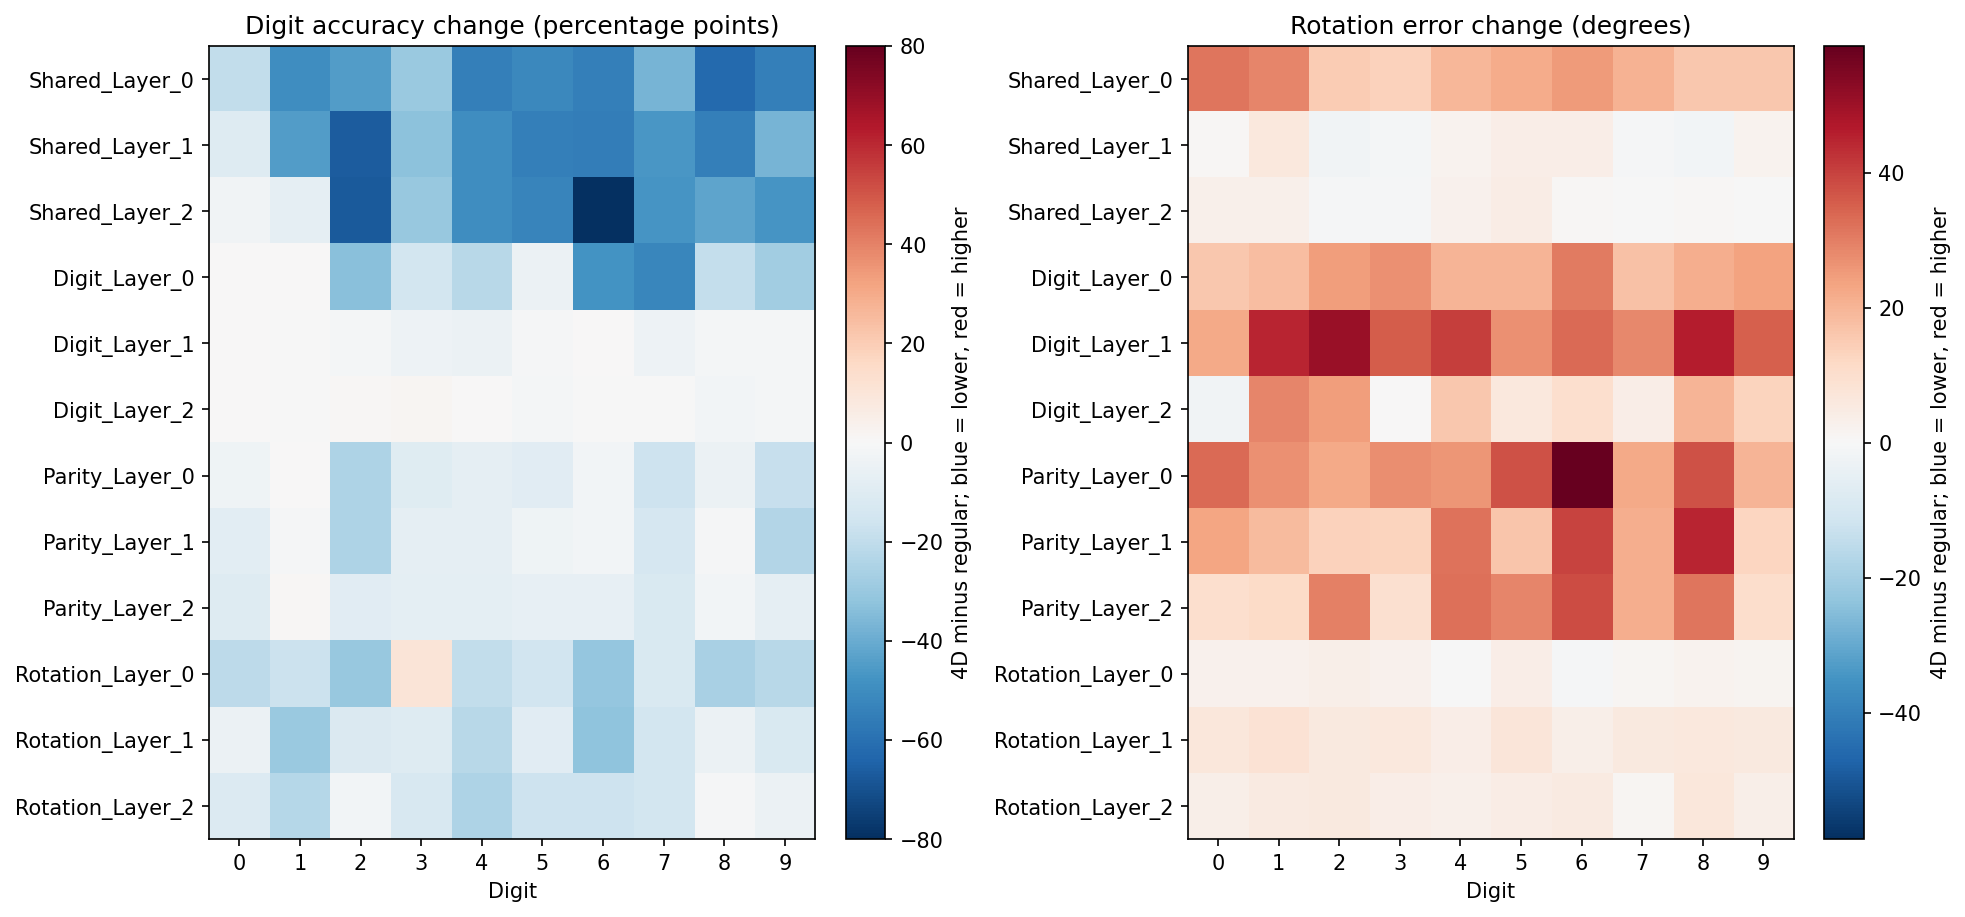 Digit accuracy change (percentage points)
Shared_Layer_0
Shared_Layer_1
Shared_Layer_2
Digit_Layer_0
Digit_Layer_1
Digit_Layer_2
Parity_Layer_0
Parity_Layer_1
Parity_Layer_2
Rotation_Layer_0
Rotation_Layer_1
Rotation_Layer_2
0 1 2 3 4 5 6 7 8 9
Digit
80
60
40
20
0
−20
−40
−60
−80
4D minus regular; blue = lower, red = higher
Rotation error change (degrees)
Shared_Layer_0
Shared_Layer_1
Shared_Layer_2
Digit_Layer_0
Digit_Layer_1
Digit_Layer_2
Parity_Layer_0
Parity_Layer_1
Parity_Layer_2
Rotation_Layer_0
Rotation_Layer_1
Rotation_Layer_2
0 1 2 3 4 5 6 7 8 9
Digit
40
20
0
−20
−40
4D minus regular; blue = lower, red = higher